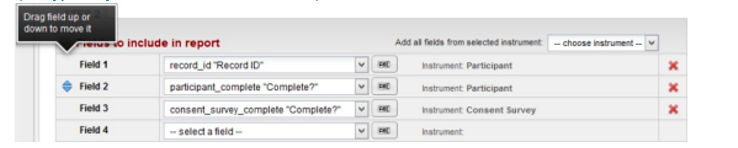 Drag field up or
down to move it
Fields to include in report
Add all fields from selected instrument: -- choose instrument --
Field 1 record_id "Record ID" Instrument: Participant
Field 2 participant_complete "Complete?" Instrument: Participant
Field 3 consent_survey_complete "Complete?" Instrument: Consent Survey
Field 4 -- select a field -- Instrument: